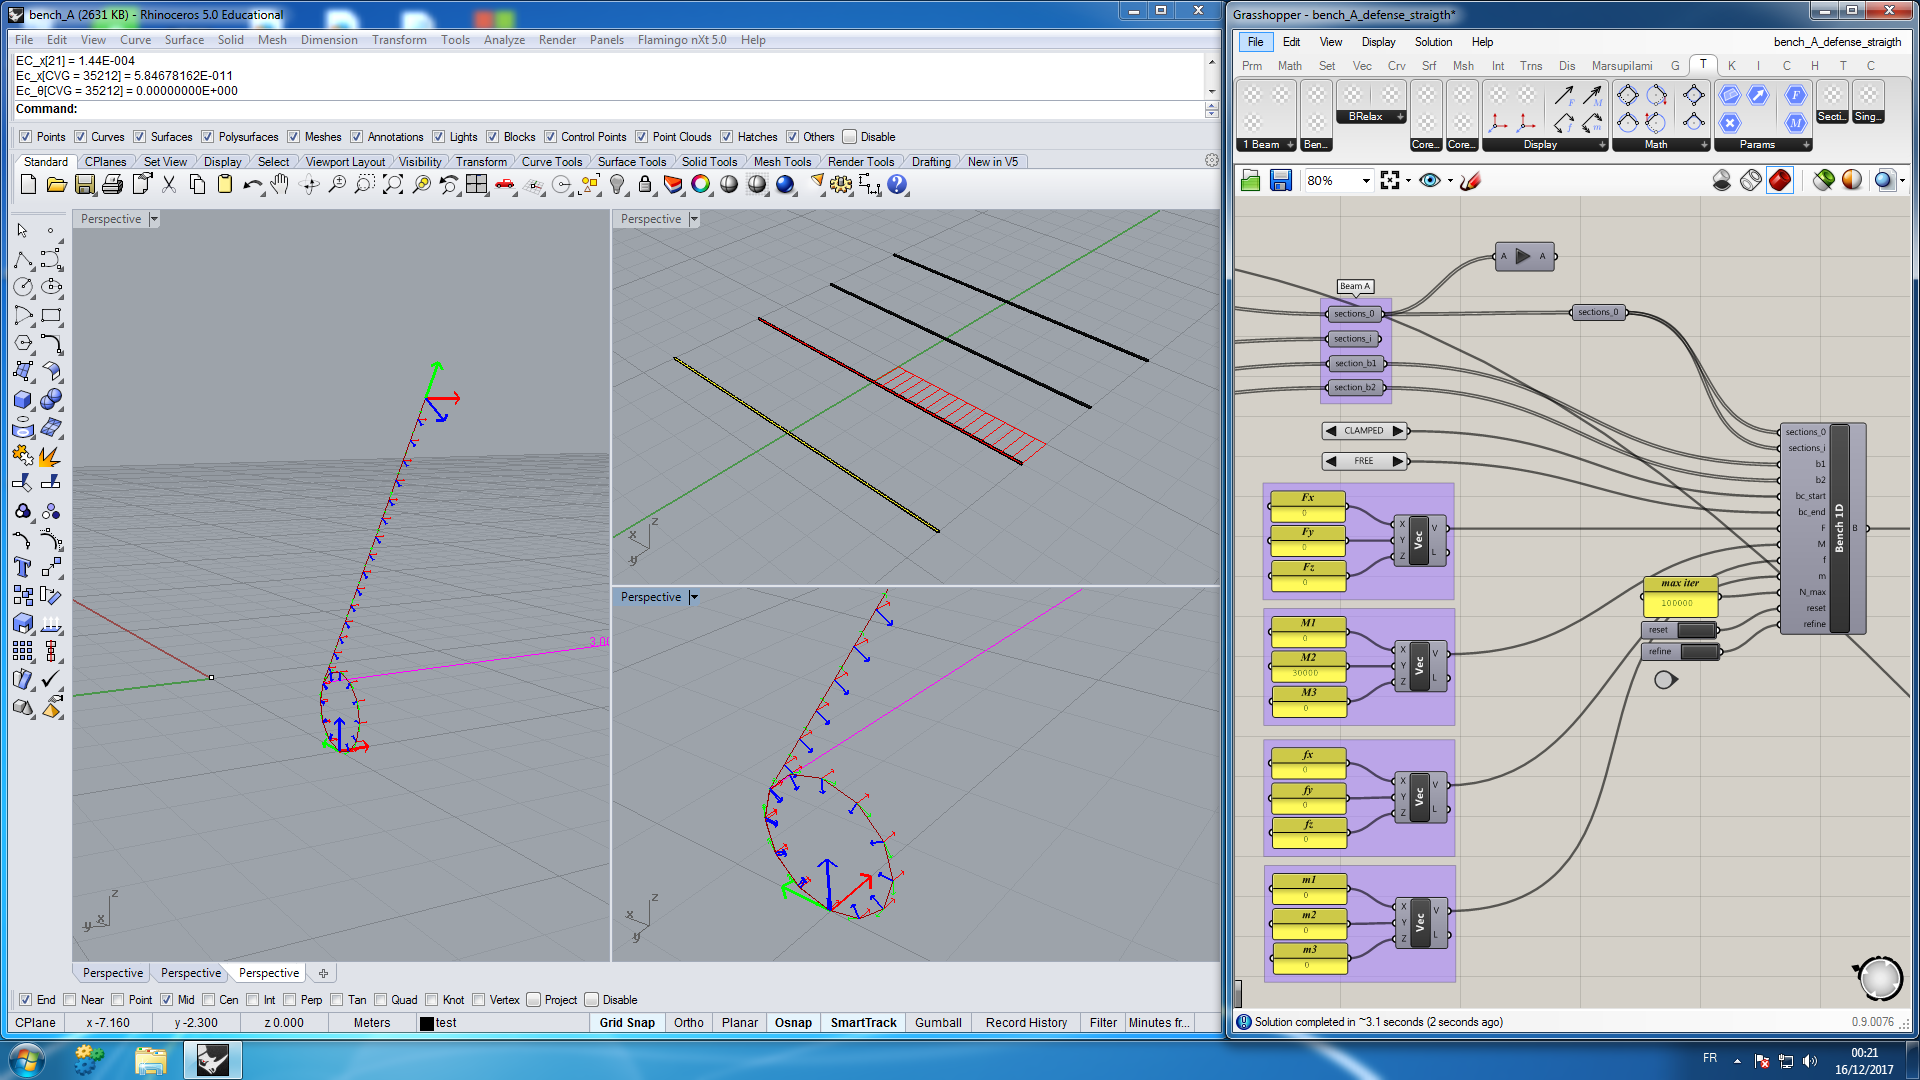 bench_A (2631 KB) - Rhinoceros 5.0 Educational
File Edit View Curve Surface Solid Mesh Dimension Transform Tools Analyze Render Panels Flamingo nXt 5.0 Help
EC_x[21] = 1.44E-004
Ec_x[CVG = 35212] = 5.84678162E-011
Ec_θ[CVG = 35212] = 0.00000000E+000
Command:
Points Curves Surfaces Polysurfaces Meshes Annotations Lights Blocks Control Points Point Clouds Hatches Others Disable
Standard CPlanes Set View Display Select Viewport Layout Visibility Transform Curve Tools Surface Tools Solid Tools Mesh Tools Render Tools Drafting New in V5
Perspective
z
x
y
3.00
Perspective
z
x
y
Perspective
z
x
y
Perspective Perspective Perspective
End Near Point Mid Cen Int Perp Tan Quad Knot Vertex Project Disable
CPlane x -7.160 y -2.300 z 0.000 Meters test Grid Snap Ortho Planar Osnap SmartTrack Gumball Record History Filter Minutes fr...
Grasshopper - bench_A_defense_straigth*
File Edit View Display Solution Help bench_A_defense_straigth
Prm Math Set Vec Crv Srf Msh Int Trns Dis Marsupilami G T K I C H T C
F M f m F M
1 Beam Ben... BRelax Core... Core... Display Math Params Secti... Sing...
80%
A A
Beam A
sections_0
sections_i
section_b1
section_b2
sections_0
CLAMPED
FREE
Fx
0
Fy
0
Fz
0
X Y Z Vec V L
M1
0
M2
30000
M3
0
X Y Z Vec V L
fx
0
fy
0
fz
0
X Y Z Vec V L
m1
0
m2
0
m3
0
X Y Z Vec V L
max iter
100000
reset
refine
sections_0
sections_i
b1
b2
bc_start
bc_end
F
M
f
m
N_max
reset
refine
Bench 1D
B
Solution completed in ~3.1 seconds (2 seconds ago) 0.9.0076
FR 00:21
16/12/2017